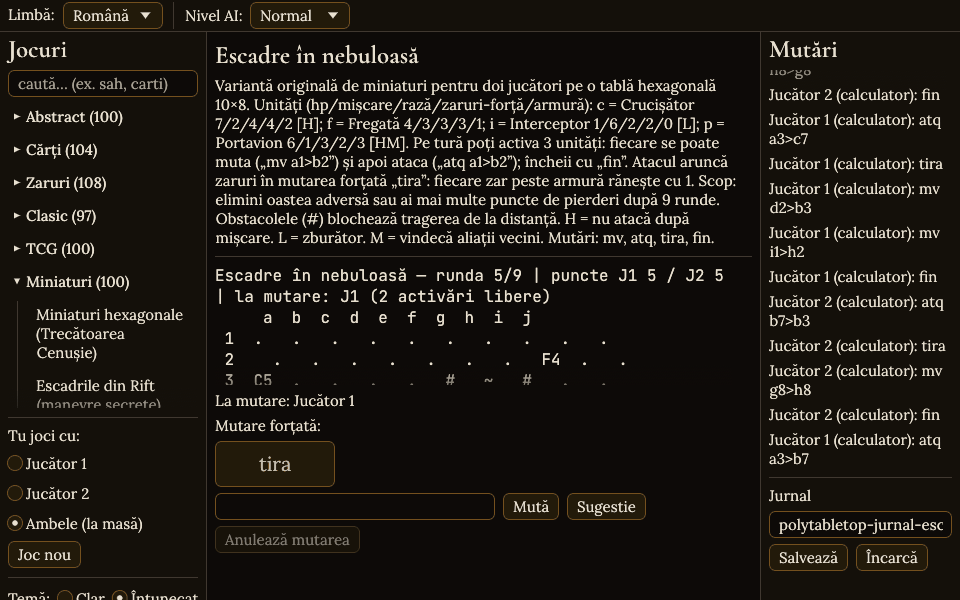 Limbă: Română ▼ Nivel AI: Normal ▼
Jocuri
caută... (ex. sah, carti)
▸ Abstract (100)
▸ Cărți (104)
▸ Zaruri (108)
▸ Clasic (97)
▸ TCG (100)
▾ Miniaturi (100)
Miniaturi hexagonale
(Trecătoarea
Cenușie)
Escadrile din Rift
(manevre secrete)
Tu joci cu:
Jucător 1
Jucător 2
Ambele (la masă)
Joc nou
Temă: Clar Întunecat
Escadre în nebuloasă
Variantă originală de miniaturi pentru doi jucători pe o tablă hexagonală
10×8. Unități (hp/mișcare/rază/zaruri-forță/armură): c = Crucișător
7/2/4/4/2 [H]; f = Fregată 4/3/3/3/1; i = Interceptor 1/6/2/2/0 [L]; p =
Portavion 6/1/3/2/3 [HM]. Pe tură poți activa 3 unități: fiecare se poate
muta („mv a1>b2”) și apoi ataca („atq a1>b2”); închei cu „fin”. Atacul aruncă
zaruri în mutarea forțată „tira”: fiecare zar peste armură rănește cu 1. Scop:
elimini oastea adversă sau ai mai multe puncte de pierderi după 9 runde.
Obstacolele (#) blochează tragerea de la distanță. H = nu atacă după
mișcare. L = zburător. M = vindecă aliații vecini. Mutări: mv, atq, tira, fin.
Escadre în nebuloasă — runda 5/9 | puncte J1 5 / J2 5
| la mutare: J1 (2 activări libere)
a b c d e f g h i j
1 . . . . . . . . . .
2 . . . . . . . F4 . .
3 C5 . . . . # ~ # . .
La mutare: Jucător 1
Mutare forțată:
tira
Mută Sugestie
Anulează mutarea
Mutări
h8>g8
Jucător 2 (calculator): fin
Jucător 1 (calculator): atq
a3>c7
Jucător 1 (calculator): tira
Jucător 1 (calculator): mv
d2>b3
Jucător 1 (calculator): mv
i1>h2
Jucător 1 (calculator): fin
Jucător 2 (calculator): atq
b7>b3
Jucător 2 (calculator): tira
Jucător 2 (calculator): mv
g8>h8
Jucător 2 (calculator): fin
Jucător 1 (calculator): atq
a3>b7
Jurnal
polytabletop-jurnal-esc
Salvează Încarcă